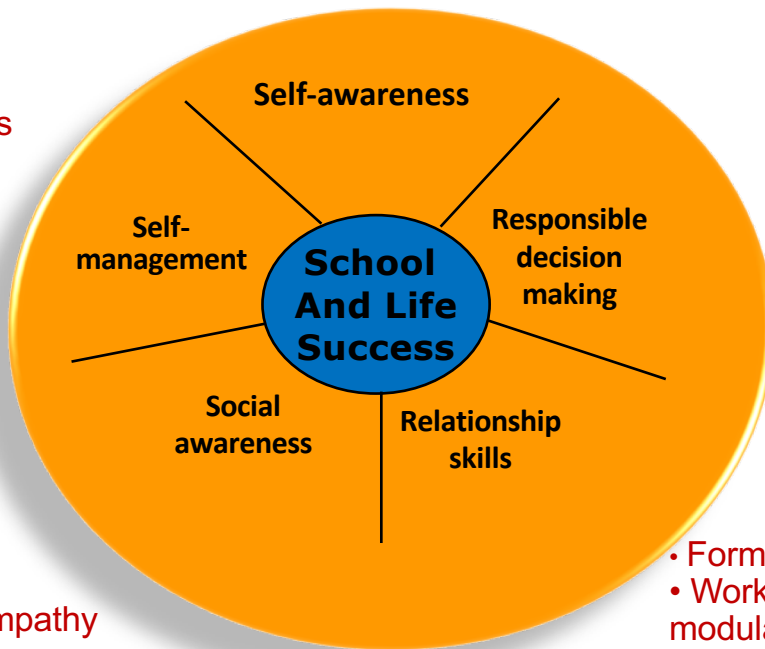 Self-awareness
s
Self-
management
Responsible
decision
making
School
And Life
Success
Social
awareness
Relationship
skills
• Form
• Work
modula
mpathy